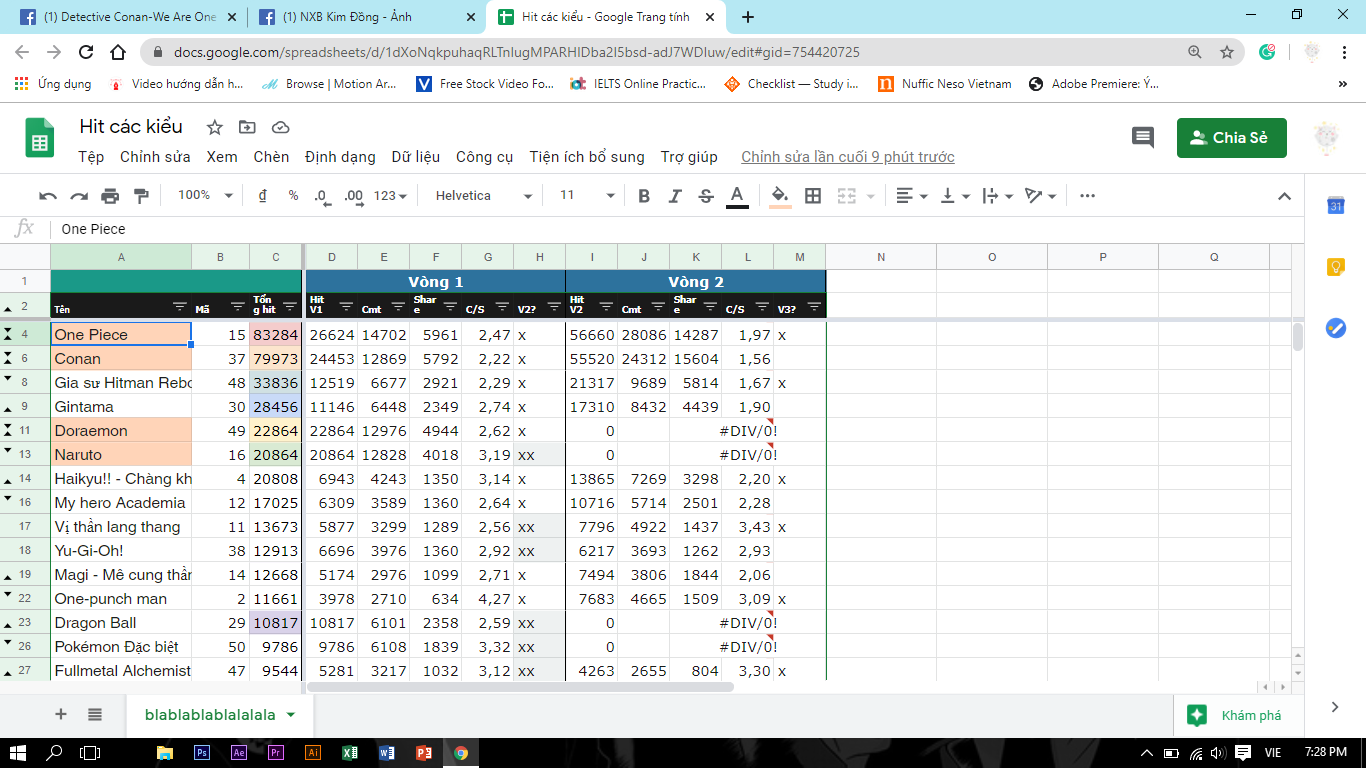 (1) Detective Conan-We Are One
(1) NXB Kim Đồng - Ảnh
Hit các kiểu - Google Trang tính
docs.google.com/spreadsheets/d/1dXoNqkpuhaqRLTnlugMPARHIDba2I5bsd-adJ7WDIuw/edit#gid=754420725
Ứng dụng Video hướng dẫn h... Browse | Motion Ar... Free Stock Video Fo... IELTS Online Practic... Checklist — Study i... Nuffic Neso Vietnam Adobe Premiere: Ý...
Hit các kiểu
Tệp Chỉnh sửa Xem Chèn Định dạng Dữ liệu Công cụ Tiện ích bổ sung Trợ giúp Chỉnh sửa lần cuối 9 phút trước
Chia Sẻ
100% ₫ % .0 .00 123 Helvetica 11 B I S A
31
fx One Piece
A B C D E F G H I J K L M N O P Q
1 Vòng 1 Vòng 2
2 Tên Mã Tổng hit Hit V1 Cmt Share C/S V2? Hit V2 Cmt Share C/S V3?
4 One Piece 15 83284 26624 14702 5961 2,47 x 56660 28086 14287 1,97 x
6 Conan 37 79973 24453 12869 5792 2,22 x 55520 24312 15604 1,56
8 Gia sư Hitman Rebo 48 33836 12519 6677 2921 2,29 x 21317 9689 5814 1,67 x
9 Gintama 30 28456 11146 6448 2349 2,74 x 17310 8432 4439 1,90
11 Doraemon 49 22864 22864 12976 4944 2,62 x 0 #DIV/0!
13 Naruto 16 20864 20864 12828 4018 3,19 xx 0 #DIV/0!
14 Haikyu!! - Chàng kh 4 20808 6943 4243 1350 3,14 x 13865 7269 3298 2,20 x
16 My hero Academia 12 17025 6309 3589 1360 2,64 x 10716 5714 2501 2,28
17 Vị thần lang thang 11 13673 5877 3299 1289 2,56 xx 7796 4922 1437 3,43 x
18 Yu-Gi-Oh! 38 12913 6696 3976 1360 2,92 xx 6217 3693 1262 2,93
19 Magi - Mê cung thần 14 12668 5174 2976 1099 2,71 x 7494 3806 1844 2,06
22 One-punch man 2 11661 3978 2710 634 4,27 x 7683 4665 1509 3,09 x
23 Dragon Ball 29 10817 10817 6101 2358 2,59 xx 0 #DIV/0!
26 Pokémon Đặc biệt 50 9786 9786 6108 1839 3,32 xx 0 #DIV/0!
27 Fullmetal Alchemist 47 9544 5281 3217 1032 3,12 xx 4263 2655 804 3,30 x
blablablablalalala
Khám phá
Ps Ae Pr Ai
VIE 7:28 PM